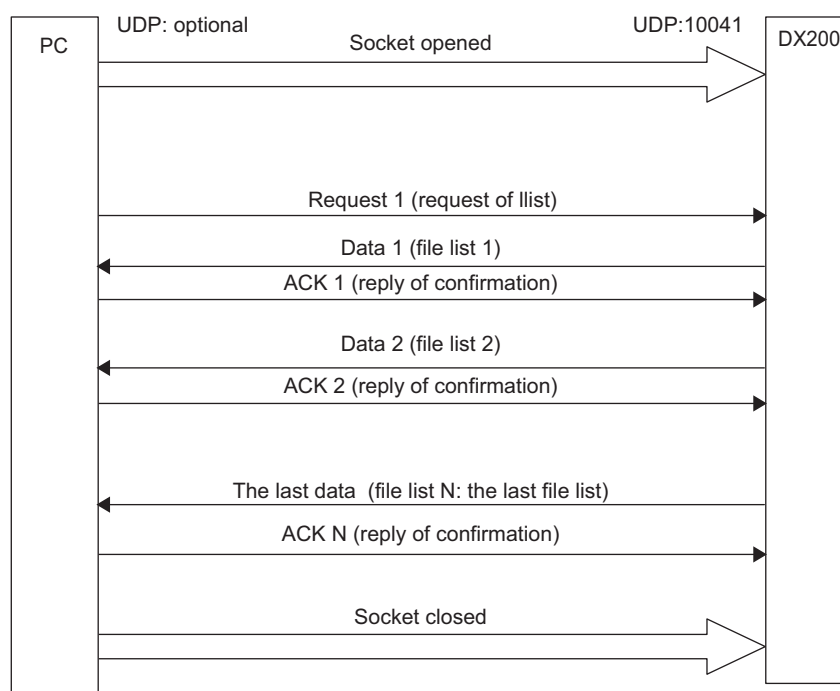 PC
UDP: optional
UDP:10041
DX200
Socket opened
Request 1 (request of llist)
Data 1 (file list 1)
ACK 1 (reply of confirmation)
Data 2 (file list 2)
ACK 2 (reply of confirmation)
The last data (file list N: the last file list)
ACK N (reply of confirmation)
Socket closed